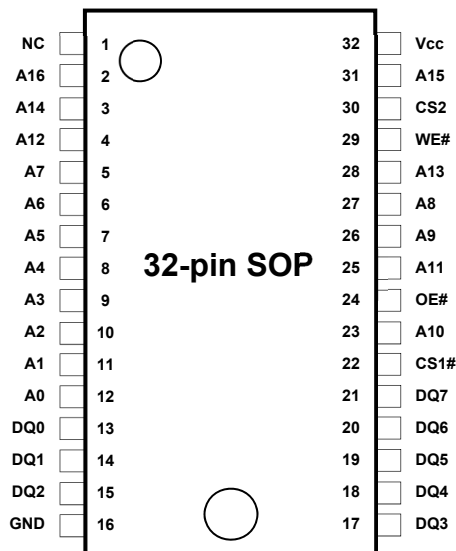 NC 1 32 Vcc
A16 2 31 A15
A14 3 30 CS2
A12 4 29 WE#
A7 5 28 A13
A6 6 27 A8
A5 7 26 A9
A4 8 32-pin SOP 25 A11
A3 9 24 OE#
A2 10 23 A10
A1 11 22 CS1#
A0 12 21 DQ7
DQ0 13 20 DQ6
DQ1 14 19 DQ5
DQ2 15 18 DQ4
GND 16 17 DQ3